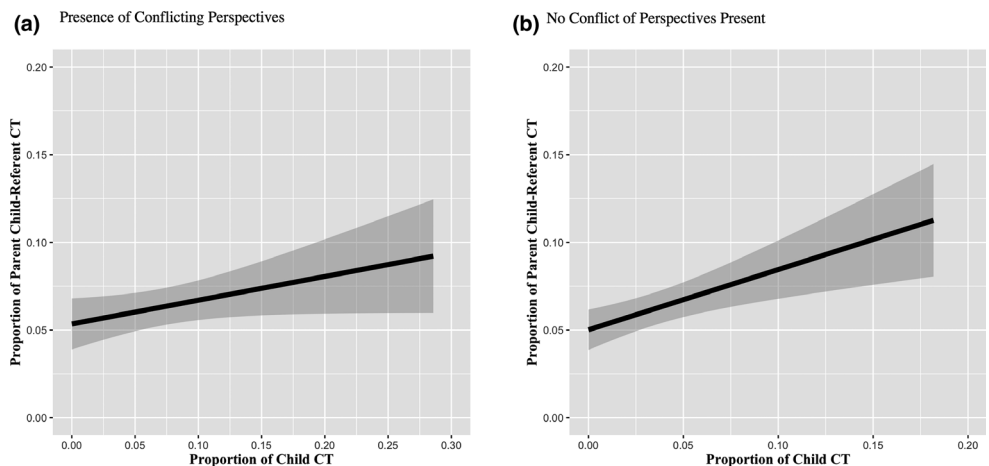 (a) Presence of Conflicting Perspectives
0.20
0.15
0.10
0.05
0.00
Proportion of Parent Child-Referent CT
0.00 0.05 0.10 0.15 0.20 0.25 0.30
Proportion of Child CT
(b) No Conflict of Perspectives Present
0.20
0.15
0.10
0.05
0.00
Proportion of Parent Child-Referent CT
0.00 0.05 0.10 0.15 0.20
Proportion of Child CT